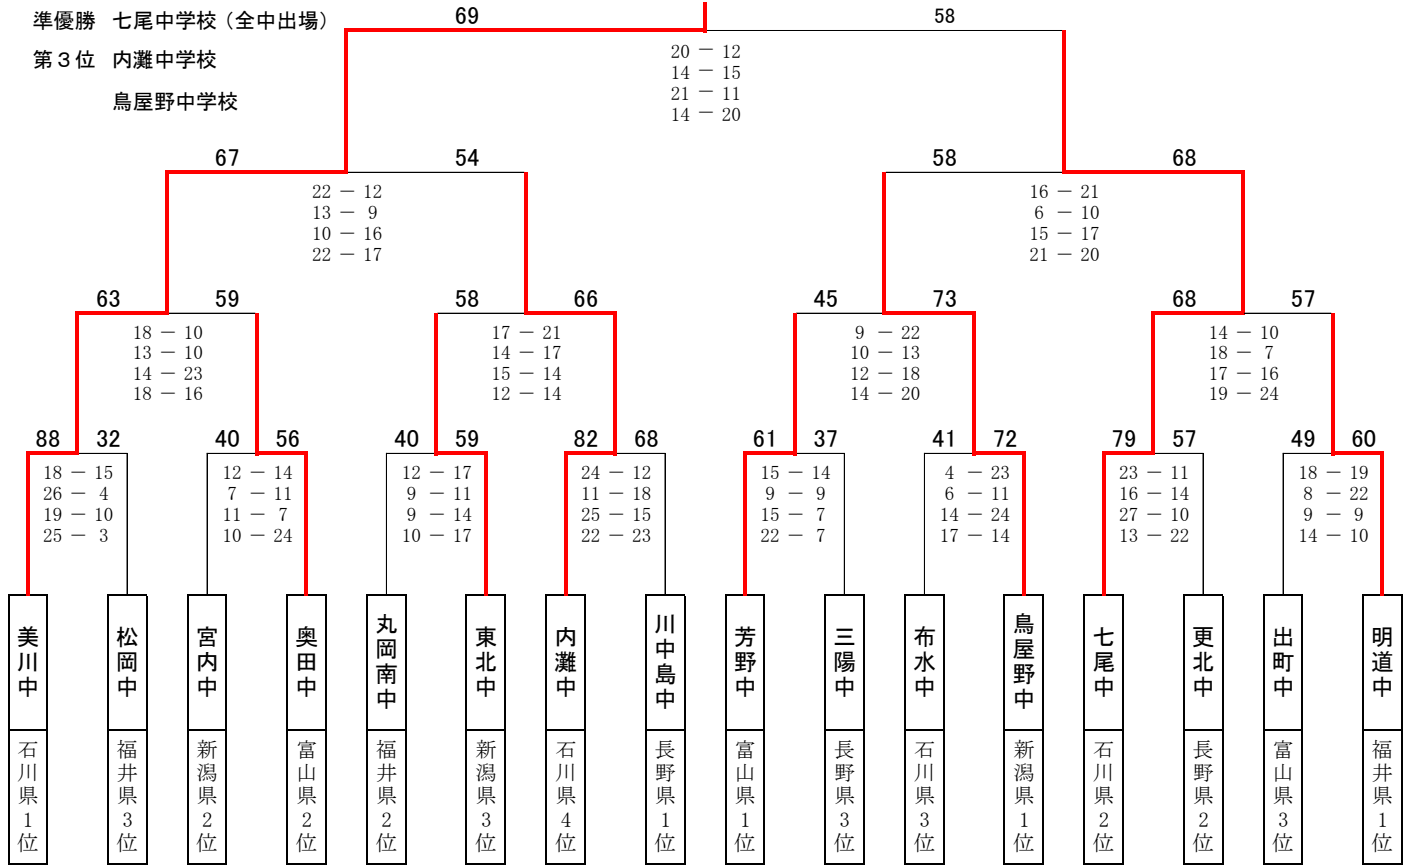 準優勝 七尾中学校（全中出場）
69
58
第３位 内灘中学校
鳥屋野中学校
20 － 12
14 － 15
21 － 11
14 － 20
67
54
58
68
22 － 12
13 － 9
10 － 16
22 － 17
16 － 21
6 － 10
15 － 17
21 － 20
63
59
58
66
45
73
68
57
18 － 10
13 － 10
14 － 23
18 － 16
17 － 21
14 － 17
15 － 14
12 － 14
9 － 22
10 － 13
12 － 18
14 － 20
14 － 10
18 － 7
17 － 16
19 － 24
88
32
40
56
40
59
82
68
61
37
41
72
79
57
49
60
18 － 15
26 － 4
19 － 10
25 － 3
12 － 14
7 － 11
11 － 7
10 － 24
12 － 17
9 － 11
9 － 14
10 － 17
24 － 12
11 － 18
25 － 15
22 － 23
15 － 14
9 － 9
15 － 7
22 － 7
4 － 23
6 － 11
14 － 24
17 － 14
23 － 11
16 － 14
27 － 10
13 － 22
18 － 19
8 － 22
9 － 9
14 － 10
美川中
松岡中
宮内中
奥田中
丸岡南中
東北中
内灘中
川中島中
芳野中
三陽中
布水中
鳥屋野中
七尾中
更北中
出町中
明道中
石川県1位
福井県3位
新潟県2位
富山県2位
福井県2位
新潟県3位
石川県4位
長野県1位
富山県1位
長野県3位
石川県3位
新潟県1位
石川県2位
長野県2位
富山県3位
福井県1位